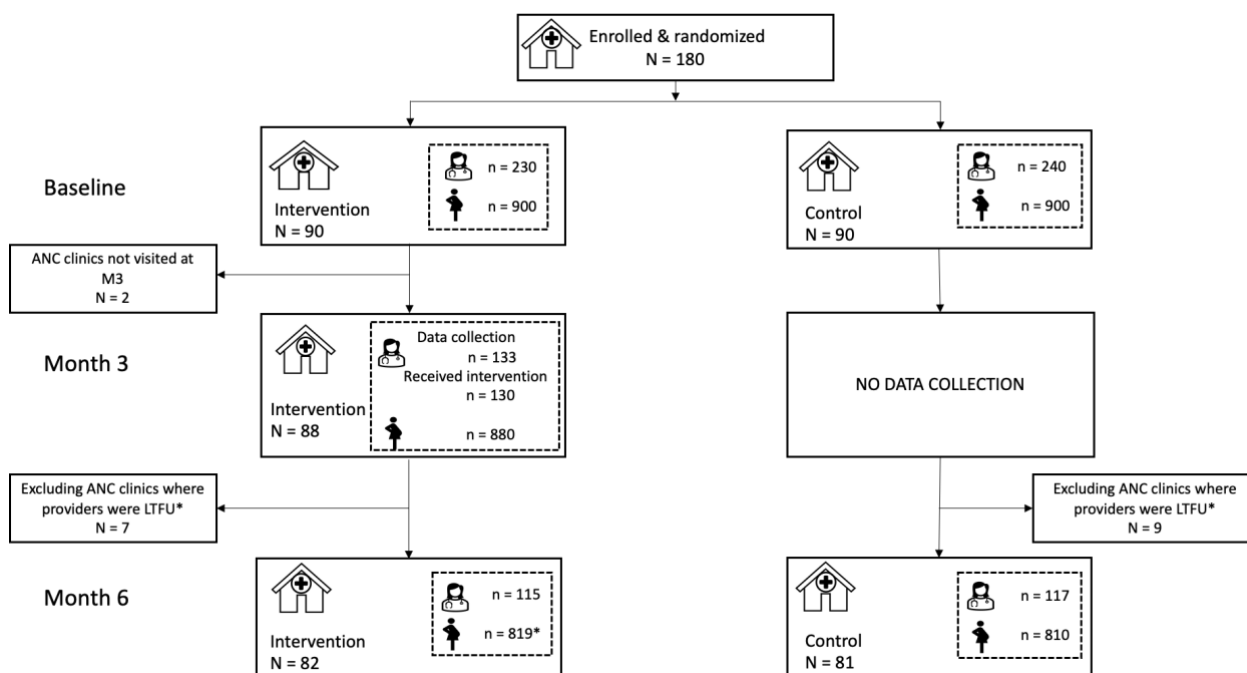 Enrolled & randomized
N = 180
Baseline
Intervention
N = 90
n = 230
n = 900
Control
N = 90
n = 240
n = 900
ANC clinics not visited at
M3
N = 2
Month 3
Intervention
N = 88
Data collection
n = 133
Received intervention
n = 130
n = 880
NO DATA COLLECTION
Excluding ANC clinics where
providers were LTFU*
N = 7
Excluding ANC clinics where
providers were LTFU*
N = 9
Month 6
Intervention
N = 82
n = 115
n = 819*
Control
N = 81
n = 117
n = 810